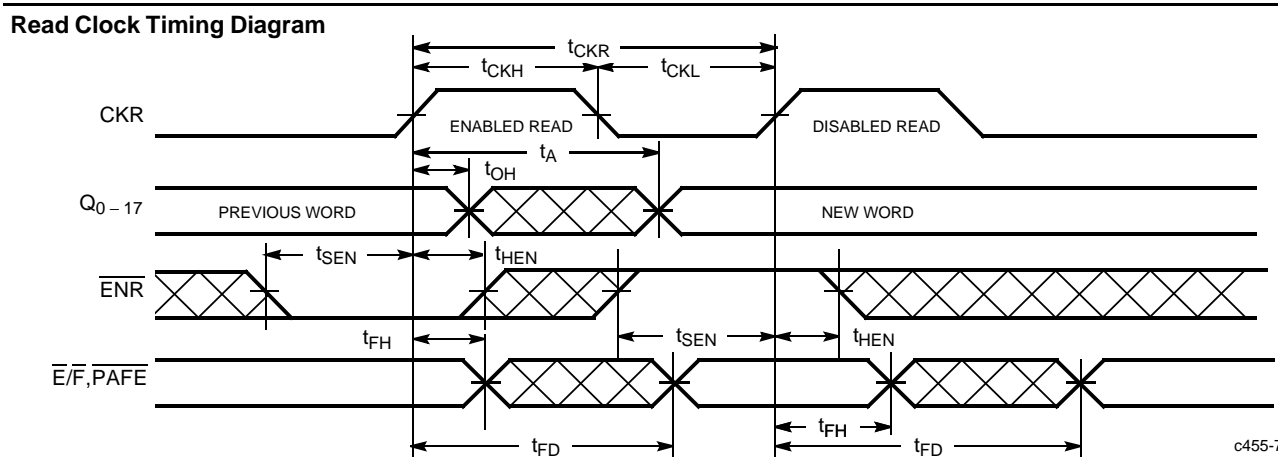 Read Clock Timing Diagram
tCKR
tCKH tCKL
CKR
ENABLED READ DISABLED READ
tA
tOH
Q0 – 17
PREVIOUS WORD NEW WORD
tSEN tHEN
ENR
tFH tSEN tHEN
E/F,PAFE
tFH
tFD tFD
c455-7